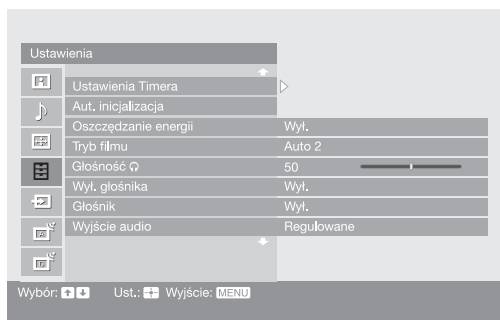 Ustawienia
Ustawienia Timera
Aut. inicjalizacja
Oszczędzanie energii Wył.
Tryb filmu Auto 2
Głośność 50
Wył. głośnika Wył.
Głośnik Wył.
Wyjście audio Regulowane
Wybór: Ust.: Wyjście: MENU